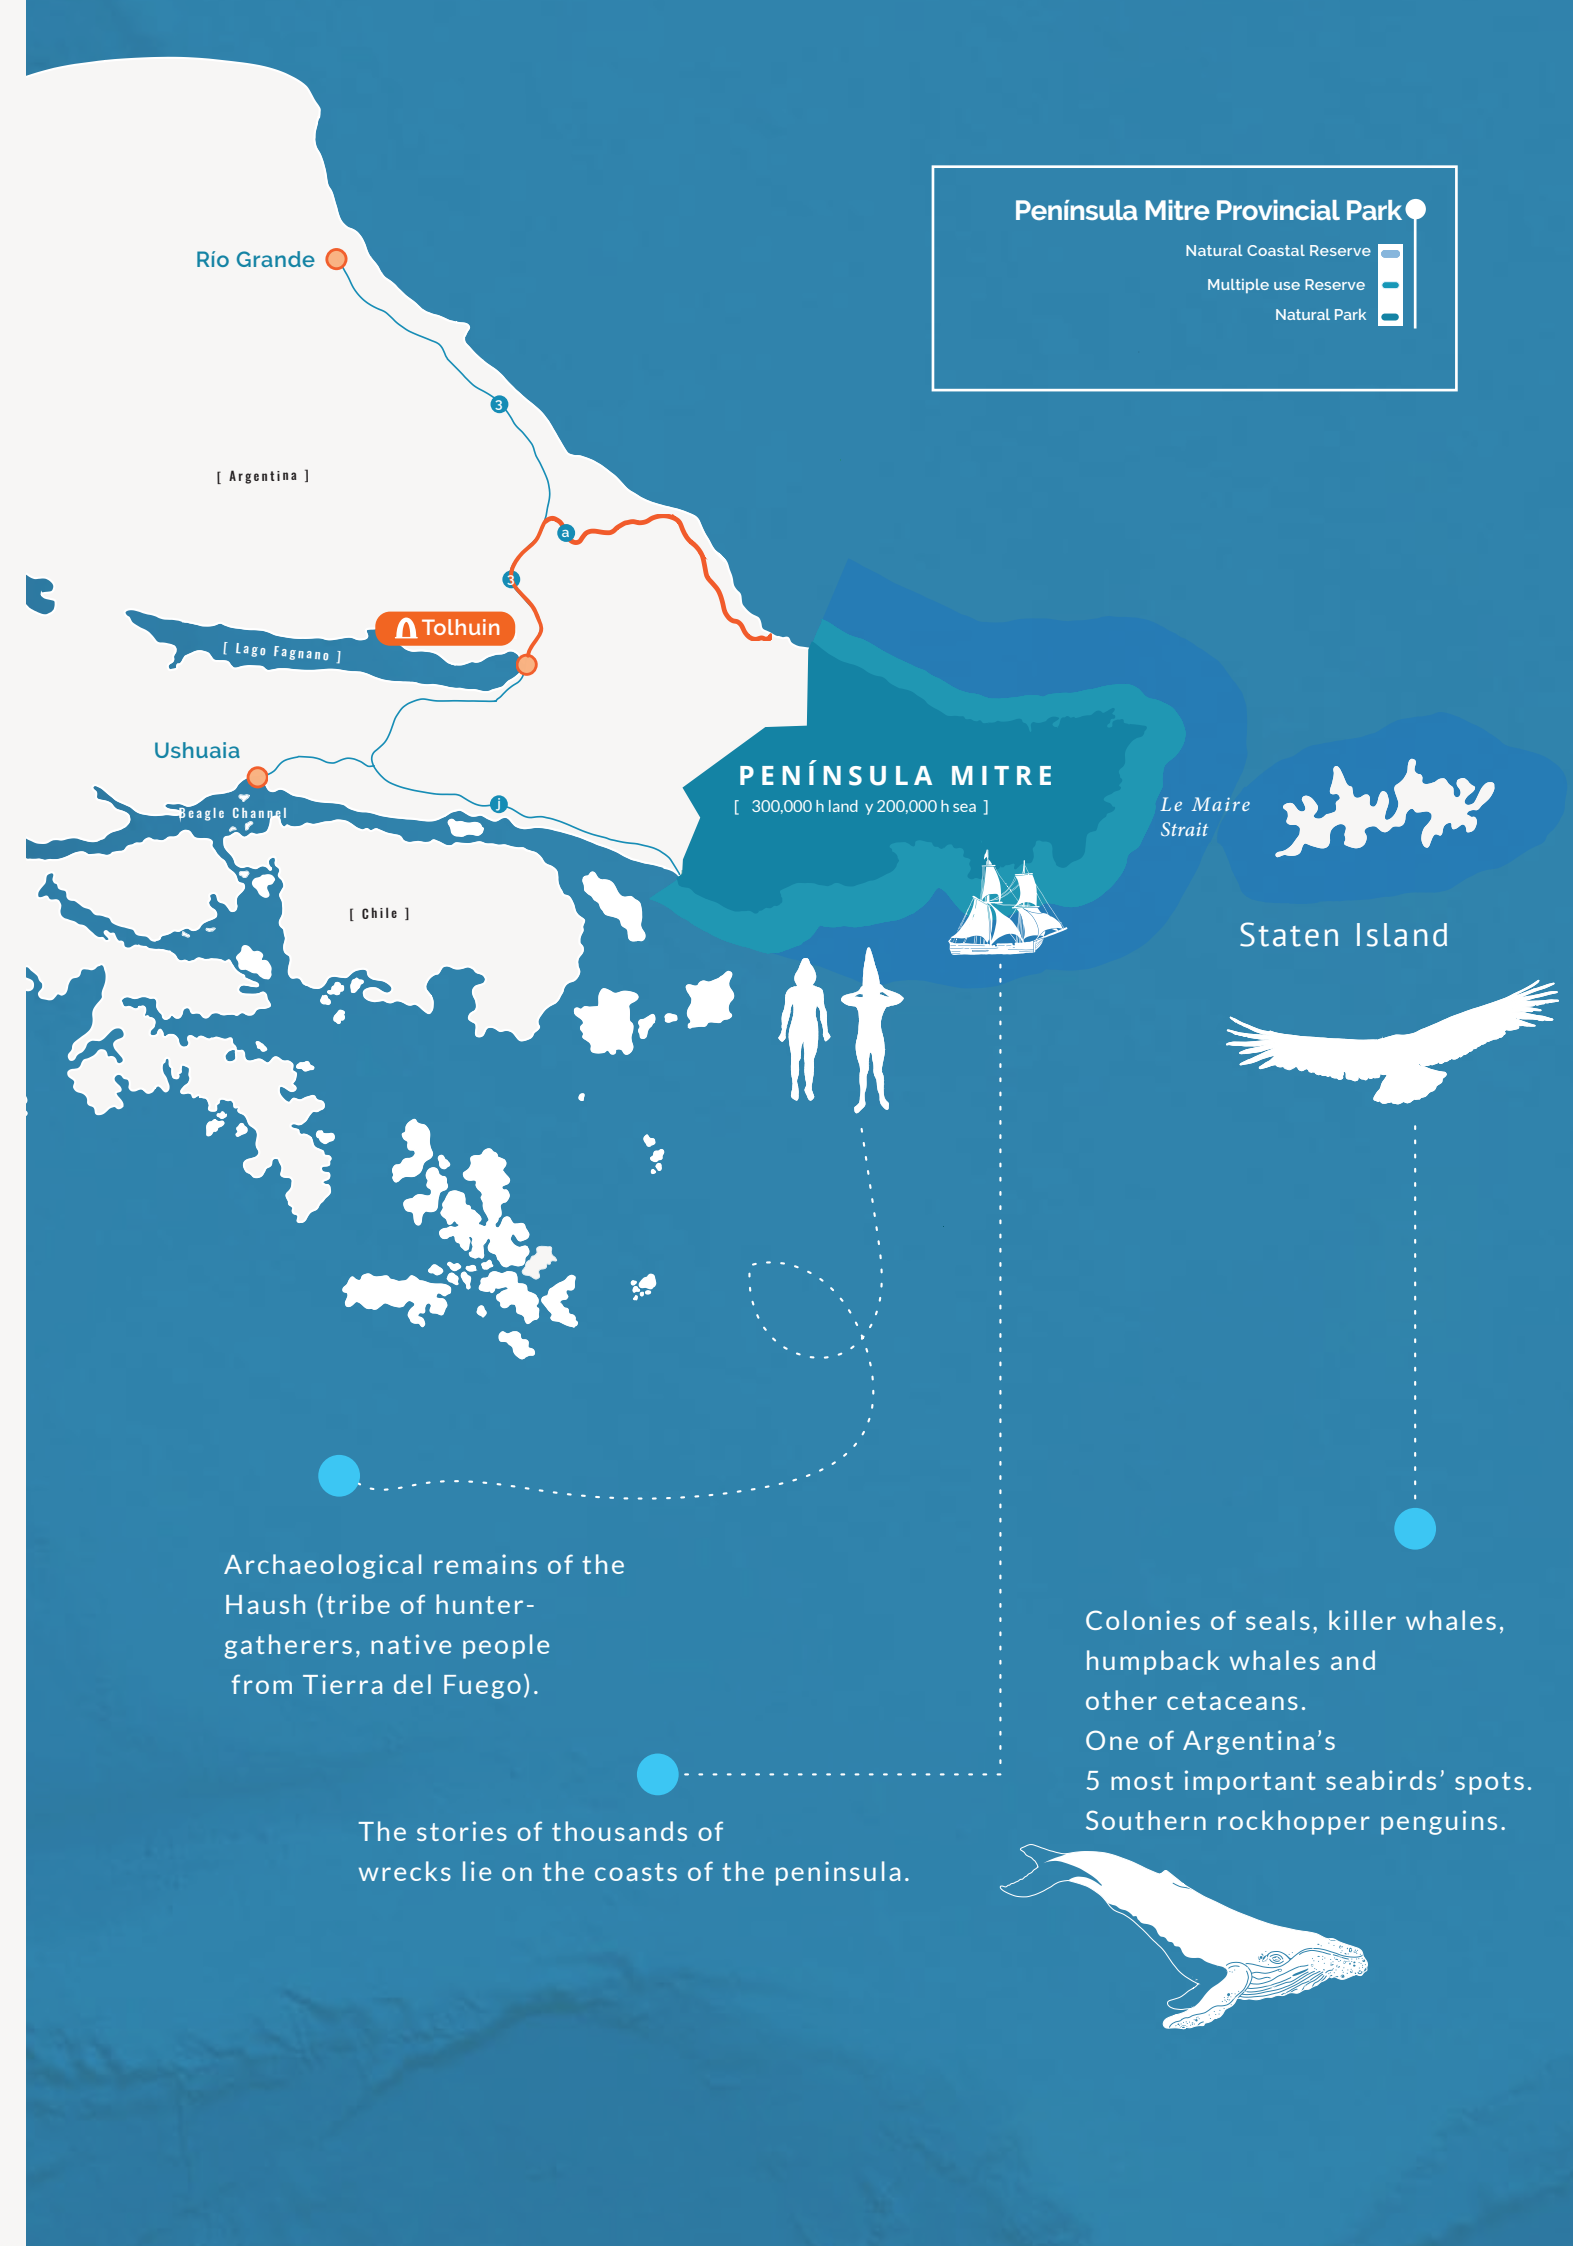 Península Mitre Provincial Park
Natural Coastal Reserve
Multiple use Reserve
Natural Park
Río Grande
3
[ Argentina ]
a
3
Tolhuin
[ Lago Fagnano ]
Ushuaia
PENÍNSULA MITRE
[ 300,000 h land y 200,000 h sea ]
j
Beagle Channel
Le Maire
Strait
[ Chile ]
Staten Island
Archaeological remains of the
Haush (tribe of hunter-
gatherers, native people
from Tierra del Fuego).
Colonies of seals, killer whales,
humpback whales and
other cetaceans.
One of Argentina’s
5 most important seabirds’ spots.
Southern rockhopper penguins.
The stories of thousands of
wrecks lie on the coasts of the peninsula.